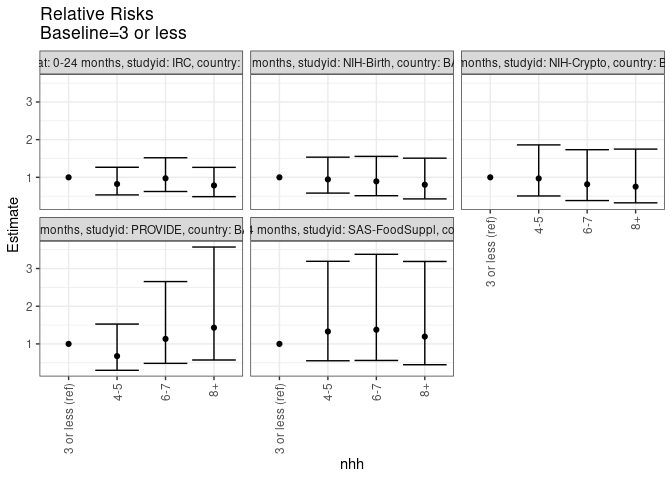 Relative Risks
Baseline=3 or less
at: 0-24 months, studyid: IRC, country:
months, studyid: NIH-Birth, country: BA
months, studyid: NIH-Crypto, country: B
3
2
1
months, studyid: PROVIDE, country: BA
4 months, studyid: SAS-FoodSuppl, co
3
2
1
Estimate
3 or less (ref)
4-5
6-7
8+
3 or less (ref)
4-5
6-7
8+
3 or less (ref)
4-5
6-7
8+
nhh